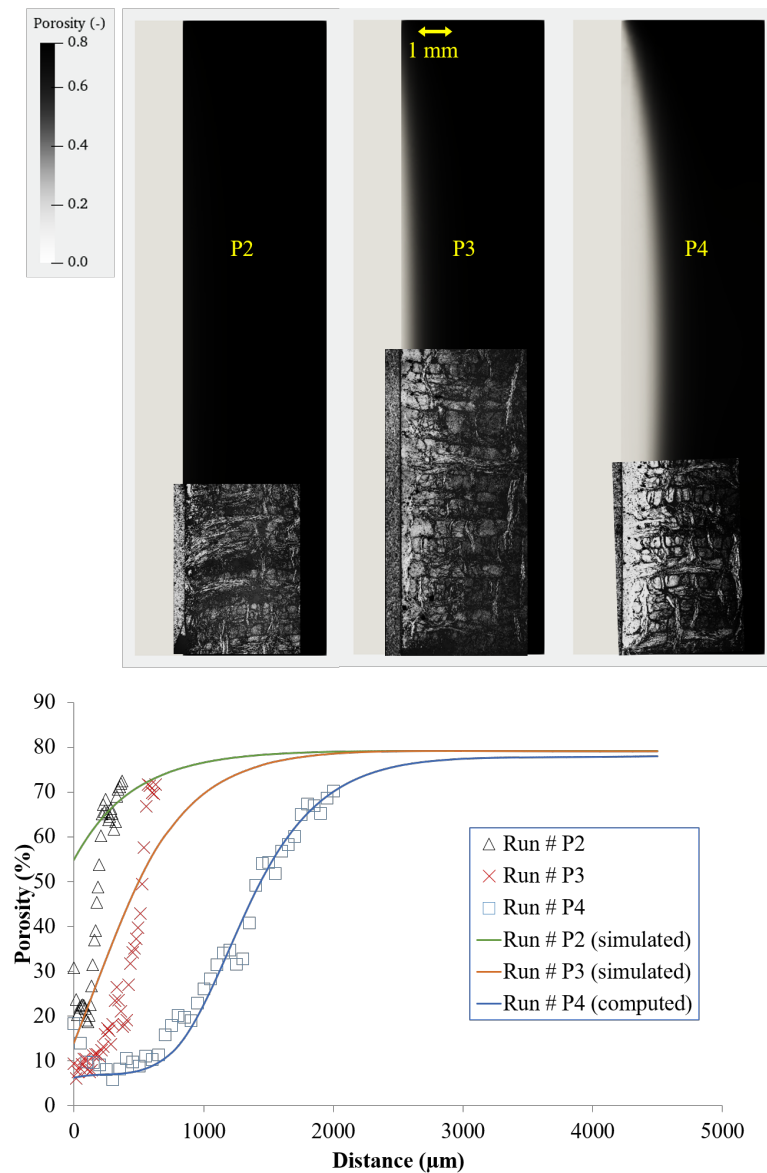 Porosity (-)
0.8
0.6
0.4
0.2
0.0
1 mm
P2
P3
P4
90
80
70
60
50
40
30
20
10
0
Porosity (%)
Run # P2
Run # P3
Run # P4
Run # P2 (simulated)
Run # P3 (simulated)
Run # P4 (computed)
0
1000
2000
3000
4000
5000
Distance (µm)